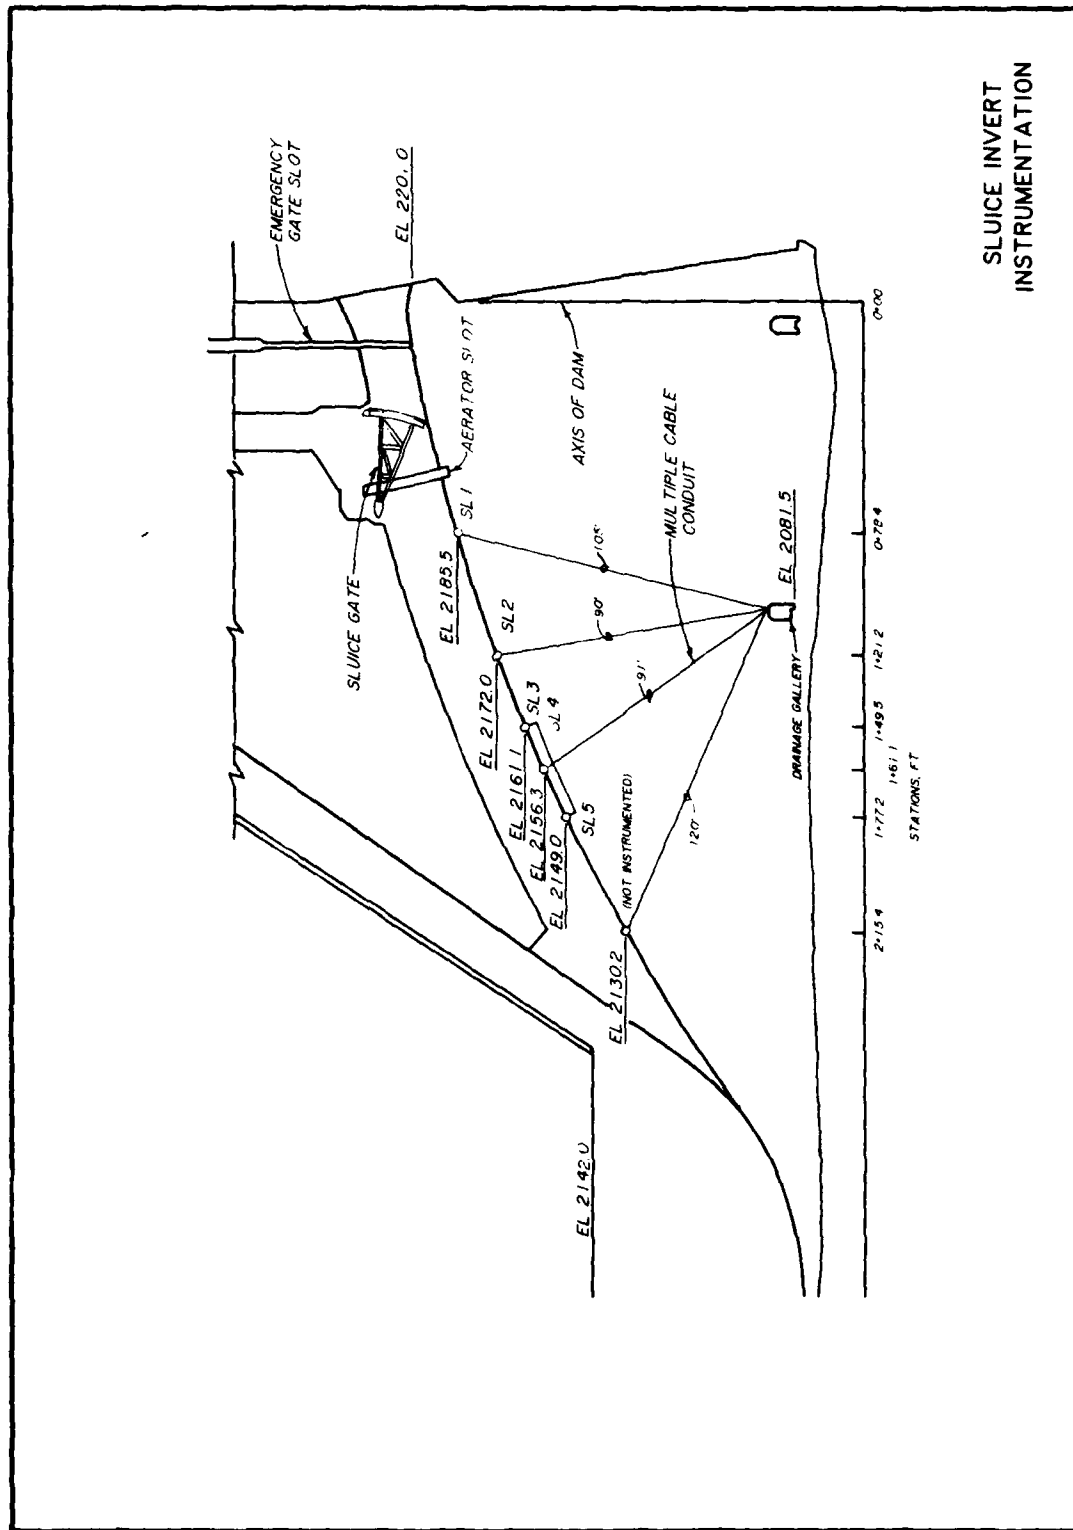 SLUICE INVERT
INSTRUMENTATION
EMERGENCY
GATE SLOT
EL 220,.0
SLUICE GATE
AERATOR SLOT
AXIS OF DAM
MULTIPLE CABLE
CONDUIT
SL1
SL2
SL3
SL4
SL5
EL 2185.5
EL 2172.0
EL 2161.1
EL 2156.3
EL 2149.0
EL 2130.2
(NOT INSTRUMENTED)
EL 2142.0
105'
90'
91'
120'
EL 2081.5
DRAINAGE GALLERY
0+00
0+78.4
1+21.2
1+49.5
1+61.1
1+77.2
2+15.4
STATIONS, FT